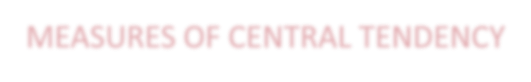 MEASURES OF CENTRAL TENDENCY